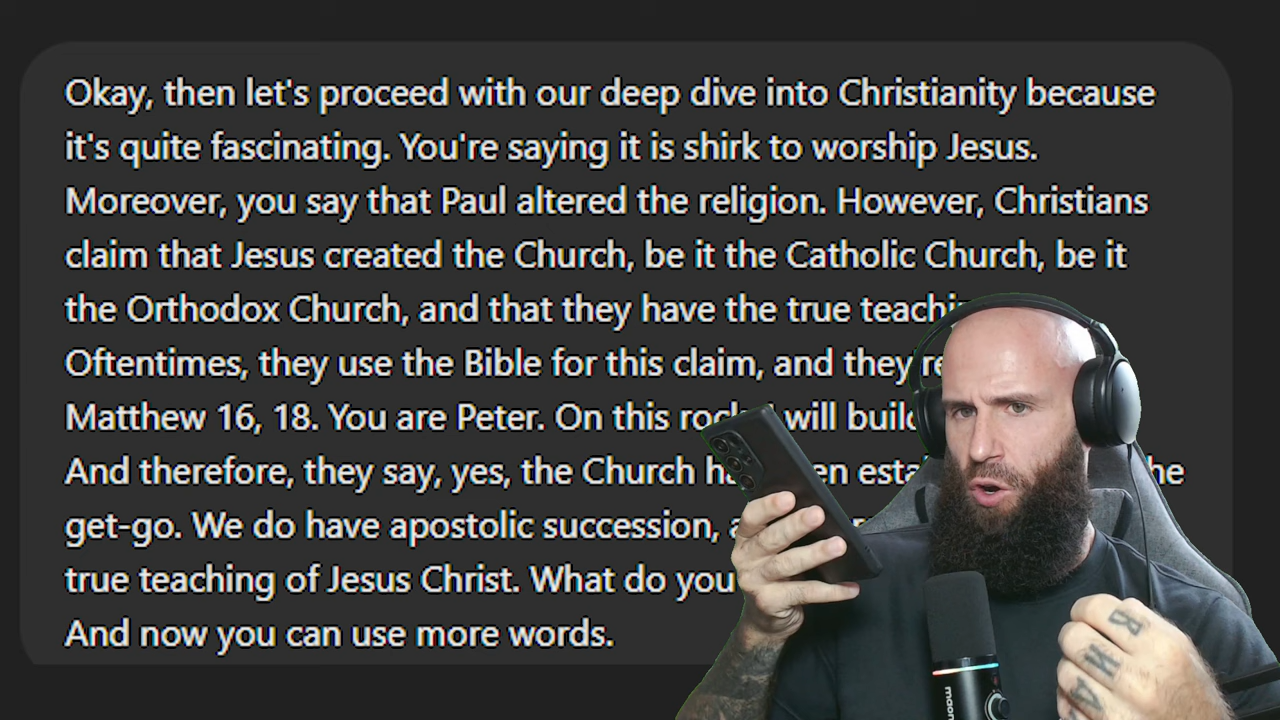 Okay, then let's proceed with our deep dive into Christianity because
it's quite fascinating. You're saying it is shirk to worship Jesus.
Moreover, you say that Paul altered the religion. However, Christians
claim that Jesus created the Church, be it the Catholic Church, be it
the Orthodox Church, and that they have the true
Oftentimes, they use the Bible for this claim, and they
Matthew 16, 18. You are Peter. On this will
And therefore, they say, yes, the Church
get-go. We do have apostolic succession,
true teaching of Jesus Christ. What do you
And now you can use more words.